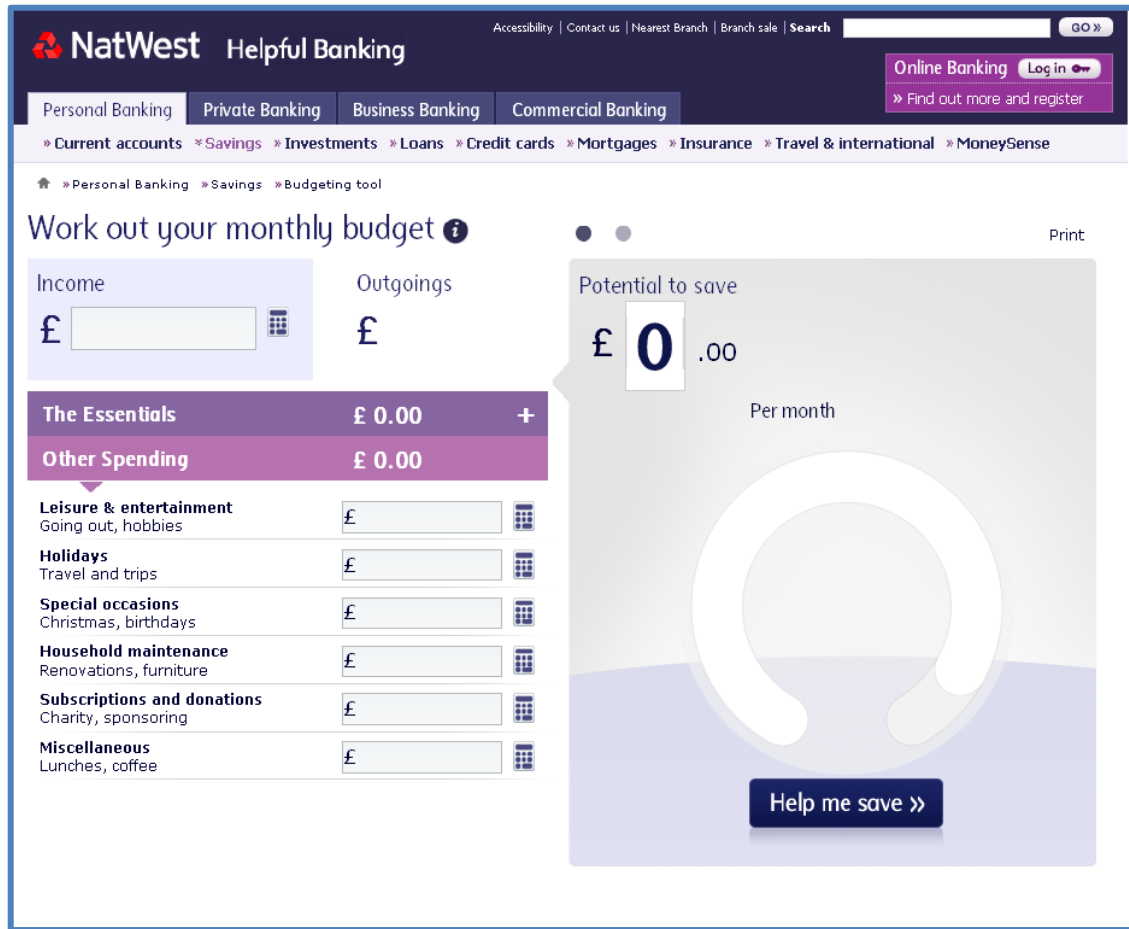 Accessibility | Contact us | Nearest Branch | Branch sale | Search GO »
NatWest Helpful Banking
Online Banking Log in
» Find out more and register
Personal Banking Private Banking Business Banking Commercial Banking
» Current accounts » Savings » Investments » Loans » Credit cards » Mortgages » Insurance » Travel & international » MoneySense
» Personal Banking » Savings » Budgeting tool
Work out your monthly budget i
Print
Income Outgoings
£ £
Potential to save
£ 0 .00
Per month
The Essentials £ 0.00 +
Other Spending £ 0.00
Leisure & entertainment
Going out, hobbies
£
Holidays
Travel and trips
£
Special occasions
Christmas, birthdays
£
Household maintenance
Renovations, furniture
£
Subscriptions and donations
Charity, sponsoring
£
Miscellaneous
Lunches, coffee
£
Help me save »